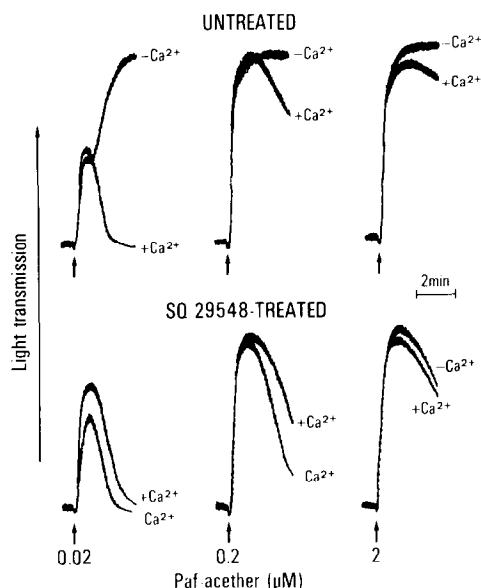 UNTREATED
-Ca²⁺
+Ca²⁺
-Ca²⁺
+Ca²⁺
-Ca²⁺
+Ca²⁺
Light transmission
2min
SQ 29548-TREATED
+Ca²⁺
Ca²⁺
+Ca²⁺
Ca²⁺
-Ca²⁺
+Ca²⁺
0.02
0.2
2
Paf-acether (μM)